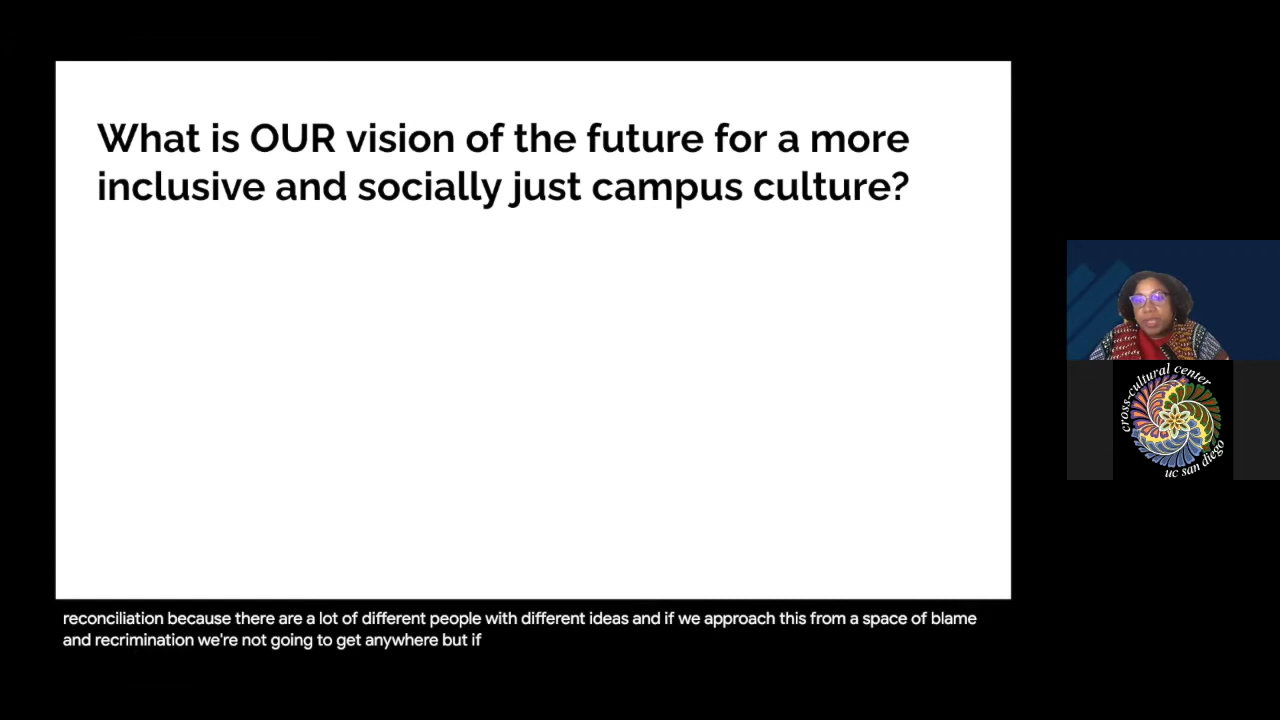 What is OUR vision of the future for a more
inclusive and socially just campus culture?
cross-cultural center
uc san diego
reconciliation because there are a lot of different people with different ideas and if we approach this from a space of blame
and recrimination we're not going to get anywhere but if